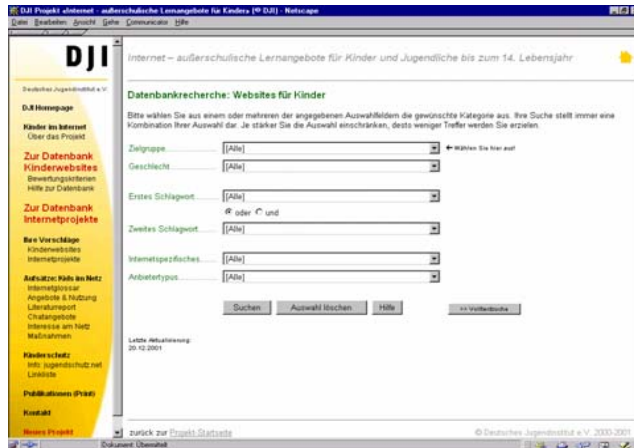 DJI Projekt »Internet - außerschulische Lernangebote für Kinder« (© DJI) - Netscape
Datei Bearbeiten Ansicht Gehe Communicator Hilfe
DJI
Deutsches Jugendinstitut e.V.
DJI Homepage
Kinder im Internet
Über das Projekt
Zur Datenbank
Kinderwebsites
Bewertungskriterien
Hilfe zur Datenbank
Zur Datenbank
Internetprojekte
Ihre Vorschläge
Kinderwebsites
Internetprojekte
Aufsätze: Kids im Netz
Internetglossar
Angebote & Nutzung
Literaturreport
Chatangebote
Interesse am Netz
Maßnahmen
Kinderschutz
Info: jugendschutz.net
Linkliste
Publikationen (Print)
Kontakt
Neues Projekt
Internet – außerschulische Lernangebote für Kinder und Jugendliche bis zum 14. Lebensjahr
Datenbankrecherche: Websites für Kinder
Bitte wählen Sie aus einem oder mehreren der angegebenen Auswahlfeldern die gewünschte Kategorie aus. Ihre Suche stellt immer eine
Kombination Ihrer Auswahl dar. Je stärker Sie die Auswahl einschränken, desto weniger Treffer werden Sie erzielen.
Zielgruppe [Alle] ← Wählen Sie hier aus!
Geschlecht [Alle]
Erstes Schlagwort [Alle]
oder und
Zweites Schlagwort [Alle]
Internetspezifisches [Alle]
Anbietertypus [Alle]
Suchen Auswahl löschen Hilfe >> Volltextsuche
Letzte Aktualisierung:
20.12.2001
zurück zur Projekt-Startseite © Deutsches Jugendinstitut e.V. 2000-2001
Dokument: Übermittelt